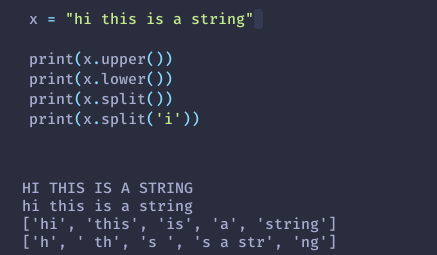 x = "hi this is a string"
print(x.upper())
print(x.lower())
print(x.split())
print(x.split('i'))
HI THIS IS A STRING
hi this is a string
['hi', 'this', 'is', 'a', 'string']
['h', ' th', 's ', 's a str', 'ng']